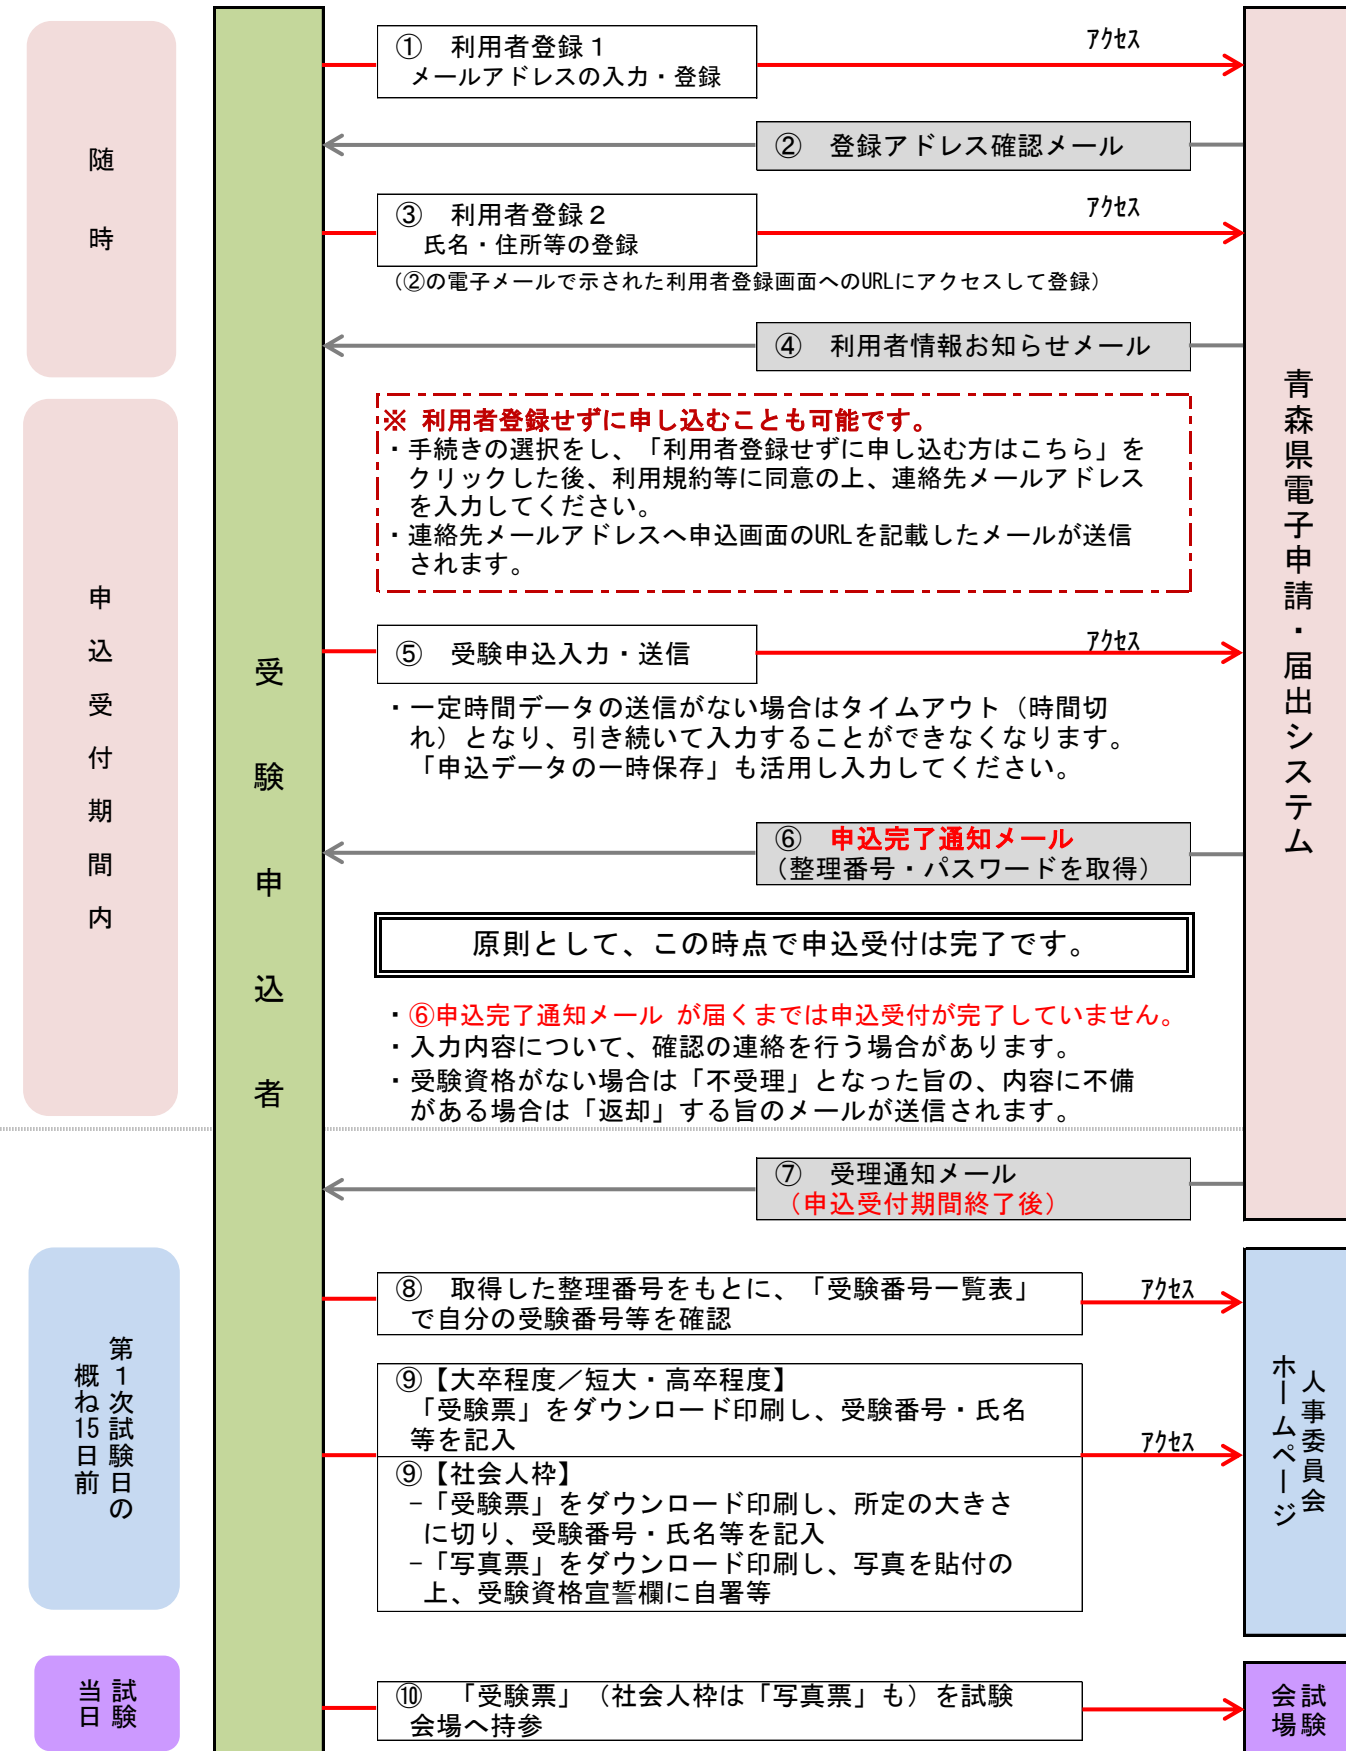 随時
① 利用者登録１
メールアドレスの入力・登録
ｱｸｾｽ
② 登録アドレス確認メール
③ 利用者登録２
氏名・住所等の登録
ｱｸｾｽ
（②の電子メールで示された利用者登録画面へのURLにアクセスして登録）
④ 利用者情報お知らせメール
申込受付期間内
※ 利用者登録せずに申し込むことも可能です。
・手続きの選択をし、「利用者登録せずに申し込む方はこちら」を
クリックした後、利用規約等に同意の上、連絡先メールアドレス
を入力してください。
・連絡先メールアドレスへ申込画面のURLを記載したメールが送信
されます。
受験申込者
⑤ 受験申込入力・送信
ｱｸｾｽ
・一定時間データの送信がない場合はタイムアウト（時間切
れ）となり、引き続いて入力することができなくなります。
「申込データの一時保存」も活用し入力してください。
⑥ 申込完了通知メール
（整理番号・パスワードを取得）
原則として、この時点で申込受付は完了です。
・⑥申込完了通知メール が届くまでは申込受付が完了していません。
・入力内容について、確認の連絡を行う場合があります。
・受験資格がない場合は「不受理」となった旨の、内容に不備
がある場合は「返却」する旨のメールが送信されます。
青森県電子申請・届出システム
⑦ 受理通知メール
（申込受付期間終了後）
第１次試験日の
概ね15日前
⑧ 取得した整理番号をもとに、「受験番号一覧表」
で自分の受験番号等を確認
ｱｸｾｽ
⑨【大卒程度／短大・高卒程度】
「受験票」をダウンロード印刷し、受験番号・氏名
等を記入
ｱｸｾｽ
⑨【社会人枠】
－「受験票」をダウンロード印刷し、所定の大きさ
に切り、受験番号・氏名等を記入
－「写真票」をダウンロード印刷し、写真を貼付の
上、受験資格宣誓欄に自署等
人事委員会
ホームページ
試験
当日
⑩ 「受験票」（社会人枠は「写真票」も）を試験
会場へ持参
試験
会場